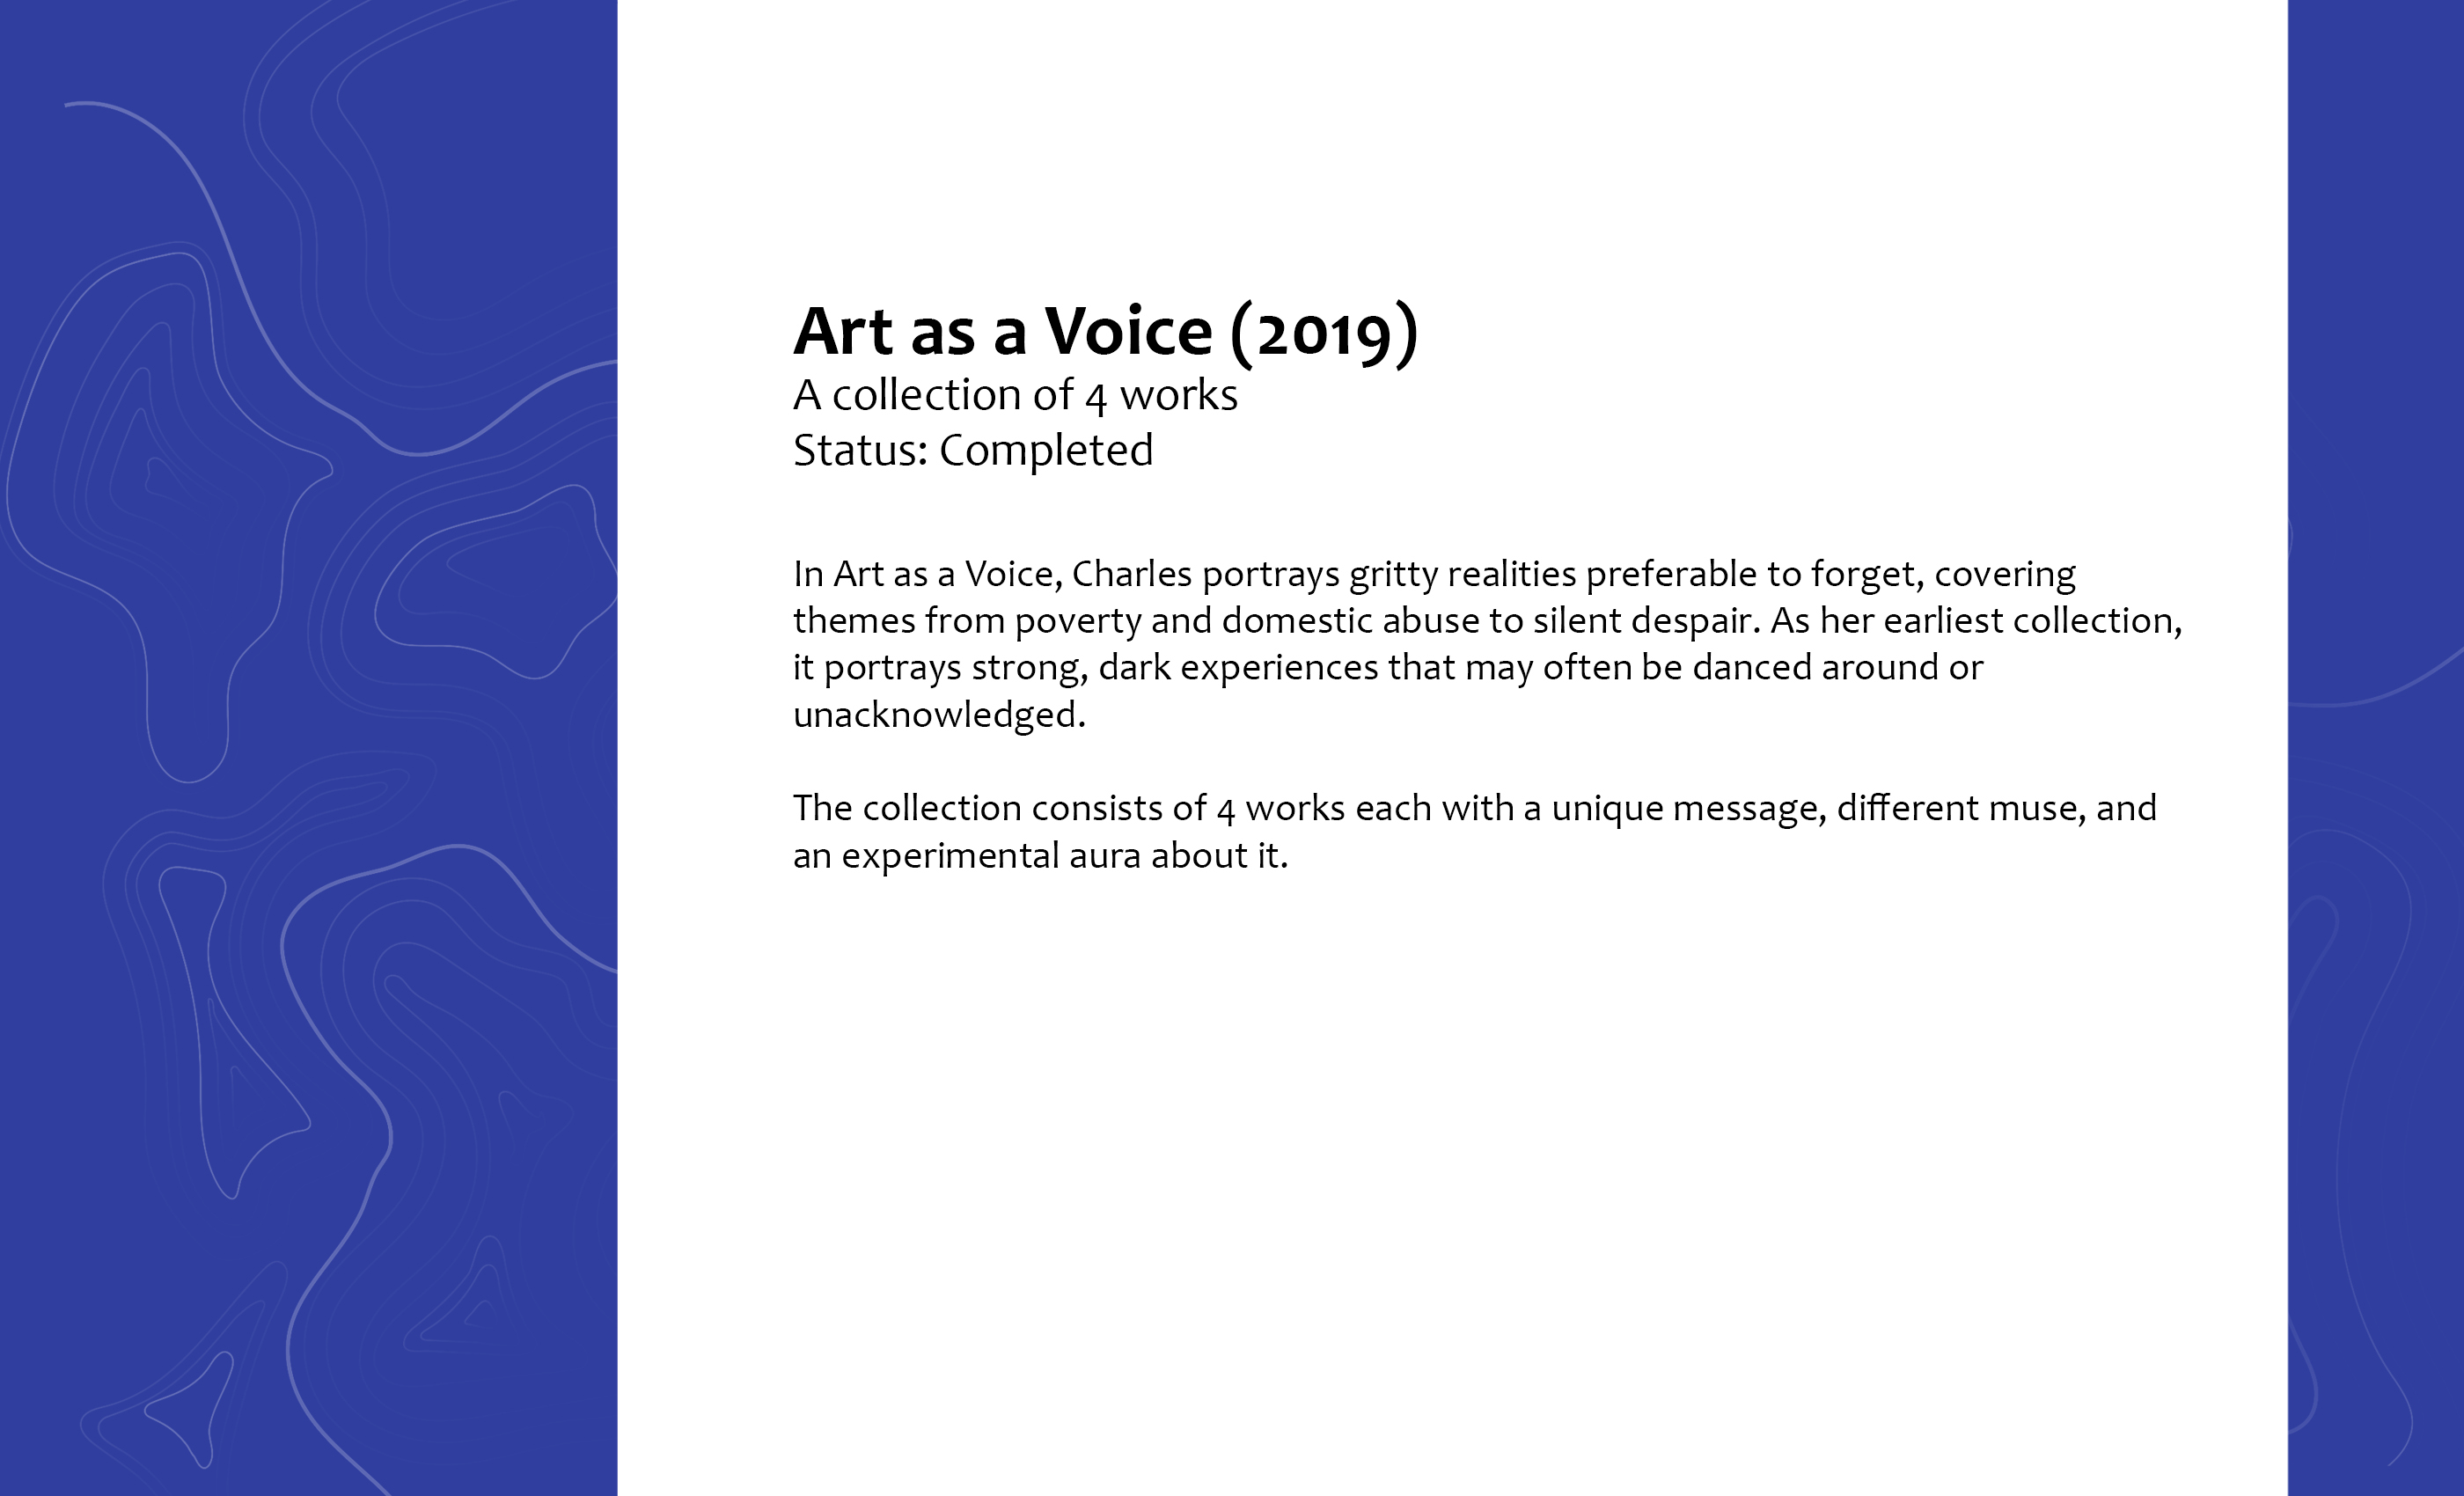 Art as a Voice (2019)
A collection of 4 works
Status: Completed
In Art as a Voice, Charles portrays gritty realities preferable to forget, covering
themes from poverty and domestic abuse to silent despair. As her earliest collection,
it portrays strong, dark experiences that may often be danced around or
unacknowledged.
The collection consists of 4 works each with a unique message, different muse, and
an experimental aura about it.